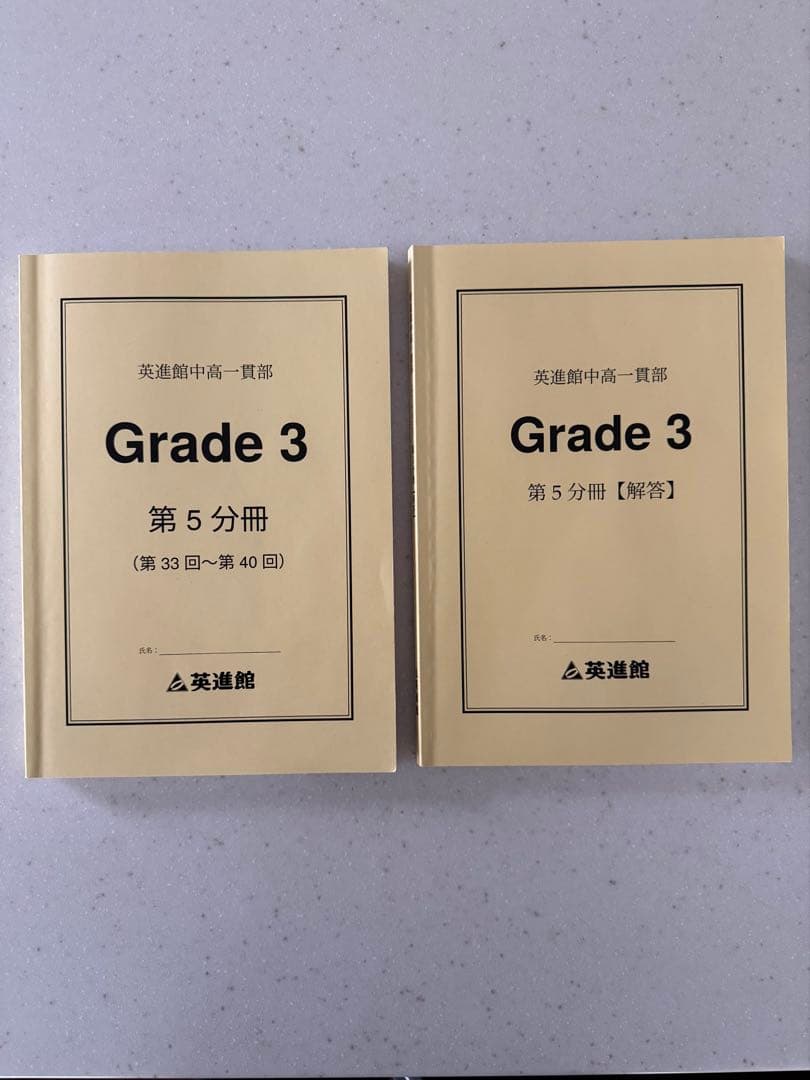 英進館中高一貫部
Grade 3
第 5 分冊
（第 33 回～第 40 回）
氏名：
英進館
英進館中高一貫部
Grade 3
第 5 分冊【解答】
氏名：
英進館